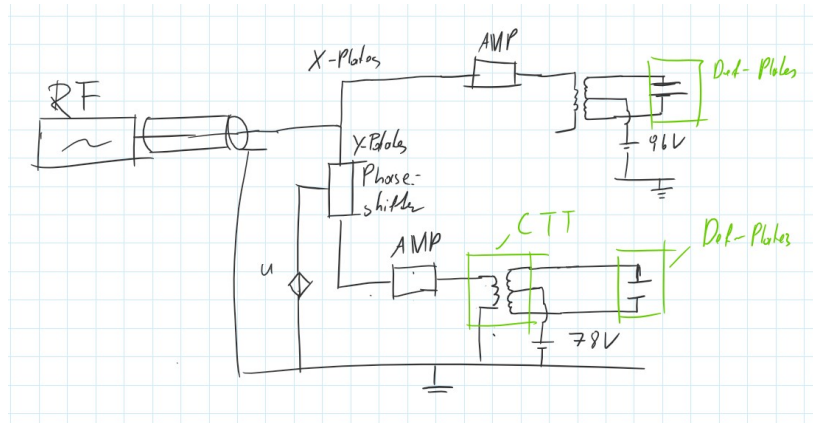 AMP
X-Plates
Def-Plates
RF
96V
Y-Plates
Phase-
shifter
CTT
AMP
Def-Plates
u
78V